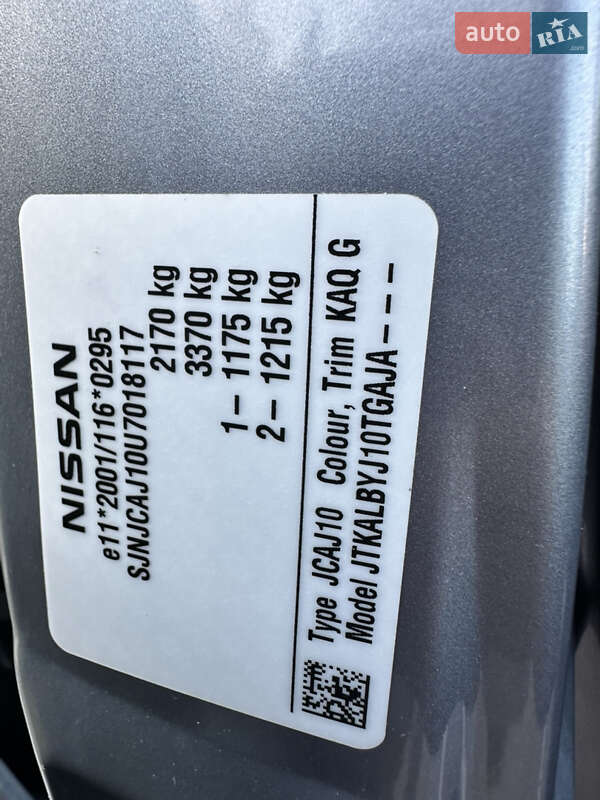 auto RIA.com
NISSAN
e11*2001/116*0295
SJNJCAJ10U7018117
2170 kg
3370 kg
1– 1175 kg
2– 1215 kg
Type JCAJ10 Colour, Trim KAQ G
Model JTKALBYJ10TGAJA– – – –